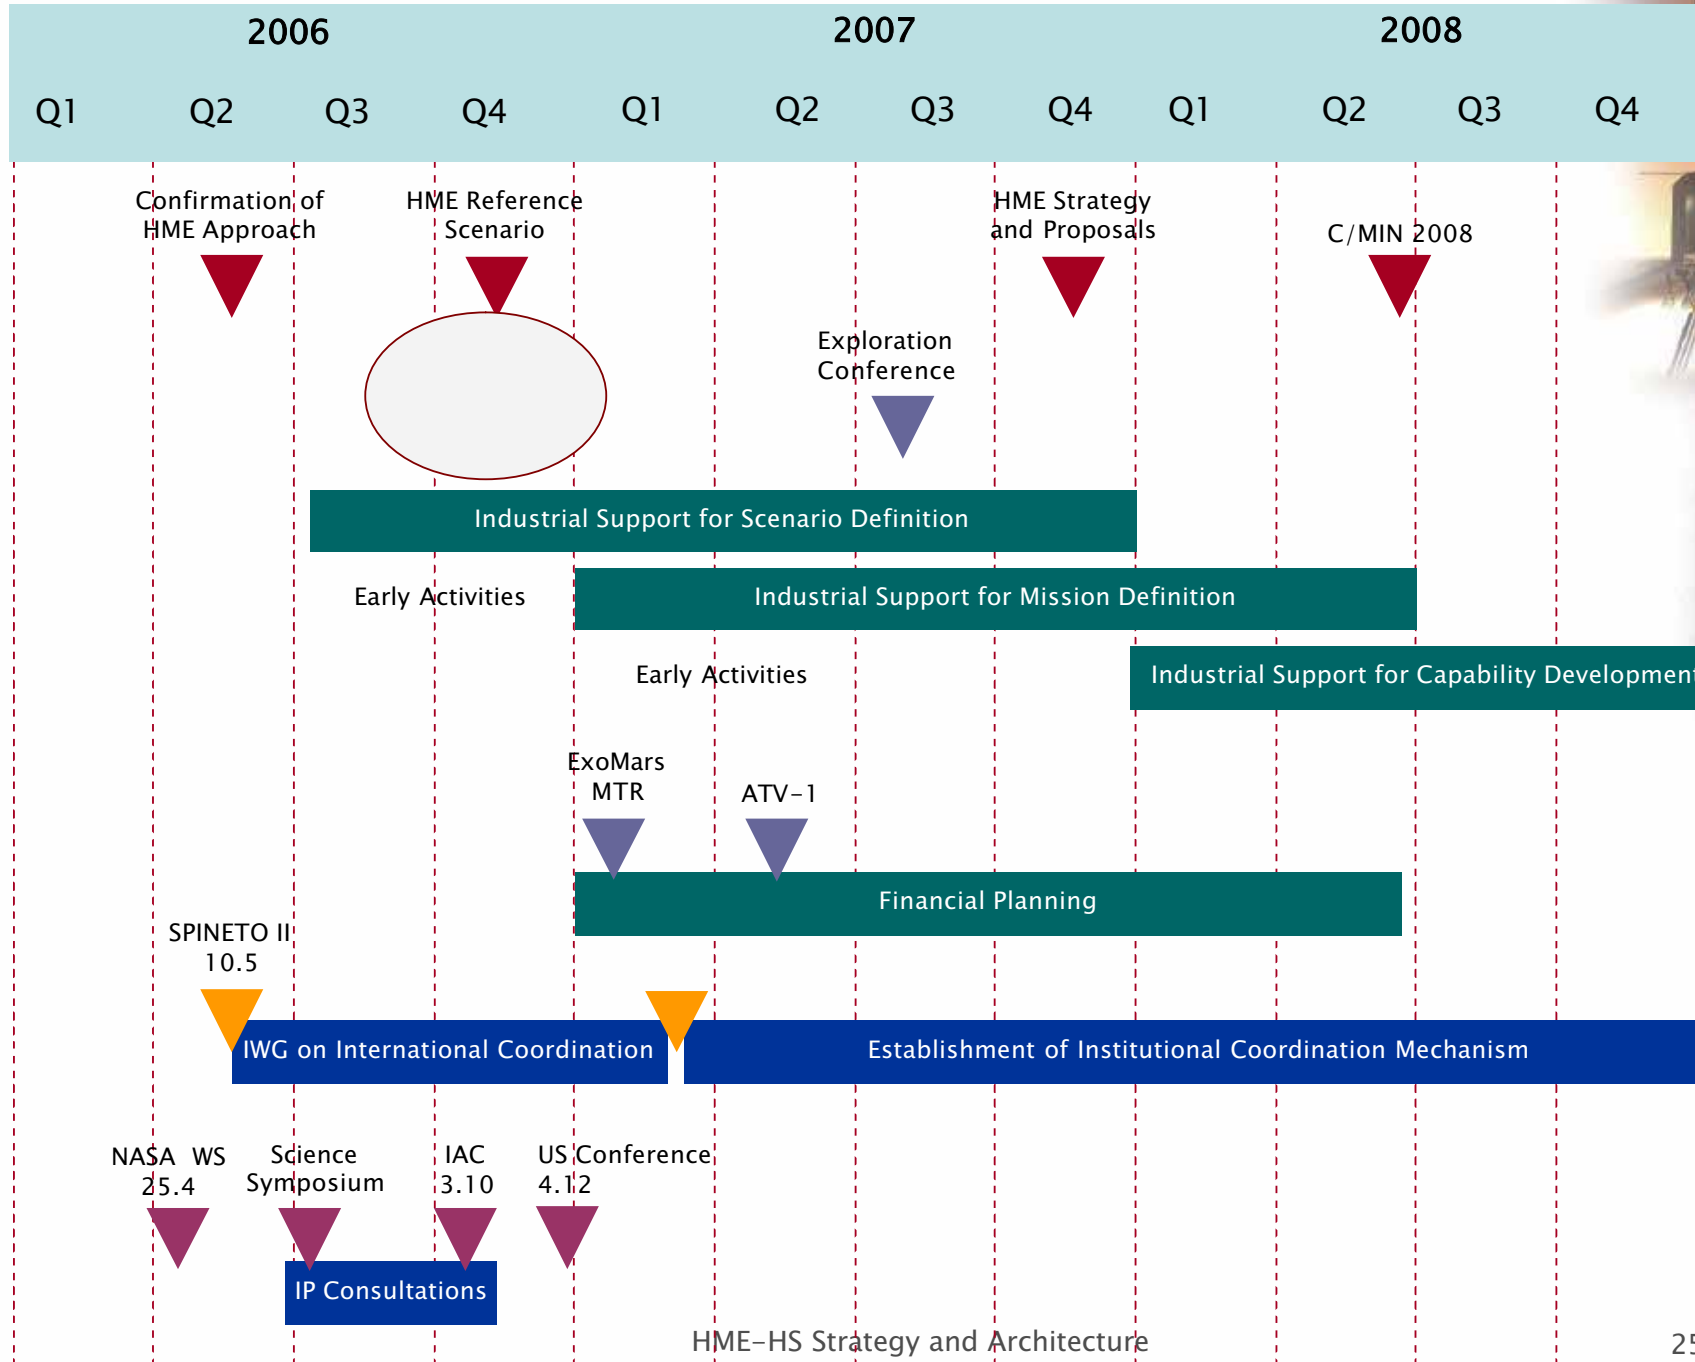 2006 2007 2008
Q1 Q2 Q3 Q4 Q1 Q2 Q3 Q4 Q1 Q2 Q3 Q4
Confirmation of
HME Approach
HME Reference
Scenario
HME Strategy
and Proposals
C/MIN 2008
Exploration
Conference
Industrial Support for Scenario Definition
Early Activities
Industrial Support for Mission Definition
Early Activities
Industrial Support for Capability Development
ExoMars
MTR
ATV-1
Financial Planning
SPINETO II
10.5
IWG on International Coordination
Establishment of Institutional Coordination Mechanism
NASA WS
25.4
Science
Symposium
IAC
3.10
US Conference
4.12
IP Consultations
HME-HS Strategy and Architecture
25